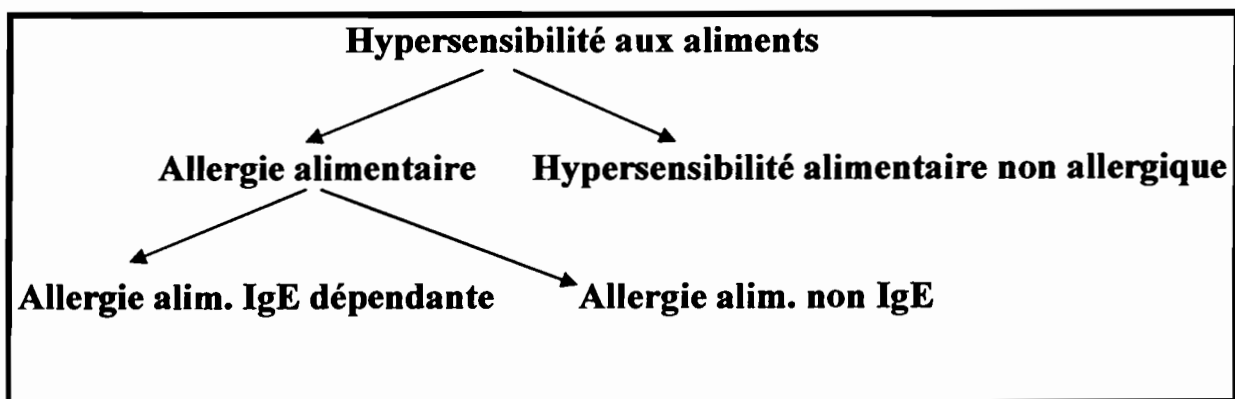 Hypersensibilité aux aliments
Allergie alimentaire Hypersensibilité alimentaire non allergique
Allergie alim. IgE dépendante Allergie alim. non IgE